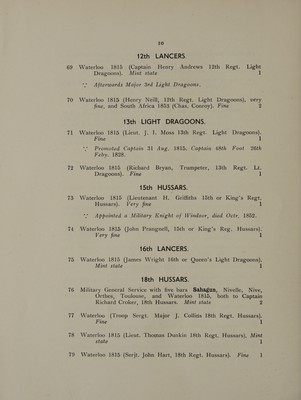 10
12th LANCERS
69 Waterloo 1815 (Captain Henry Andrews 12th Regt. Light
Dragoons). Mint state 1
*** Afterwards Major 3rd Light Dragoons.
70 Waterloo 1815 (Henry Neill, 12th Regt. Light Dragoons), very
fine, and South Africa 1853 (Chas. Conroy). Fine 2
13th LIGHT DRAGOONS.
71 Waterloo 1815 (Lieut. J. I. Moss 13th Regt. Light Dragoons).
Fine 1
*** Promoted Captain 31 Aug. 1815. Captain 48th Foot 26th
Feby. 1828.
72 Waterloo 1815 (Richard Bryan, Trumpeter, 13th Regt. Lt.
Dragoons). Fine 1
15th HUSSARS.
73 Waterloo 1815 (Lieutenant H. Griffiths 15th or King's Regt.
Hussars). Very fine 1
*** Appointed a Military Knight of Windsor, died Octr. 1852.
74 Waterloo 1815 (John Prangnell, 15th or King's Reg. Hussars).
Very fine 1
16th LANCERS.
75 Waterloo 1815 (James Wright 16th or Queen's Light Dragoons).
Mint state 1
18th HUSSARS.
76 Military General Service with five bars Sahagun, Nivelle, Nive,
Orthes, Toulouse, and Waterloo 1815, both to Captain
Richard Croker, 18th Hussars. Mint state 2
77 Waterloo (Troop Sergt. Major J. Collins 18th Regt. Hussars).
Fine 1
78 Waterloo 1815 (Lieut. Thomas Dunkin 18th Regt. Hussars). Mint
state 1
79 Waterloo 1815 (Serjt. John Hart, 18th Regt. Hussars). Fine 1